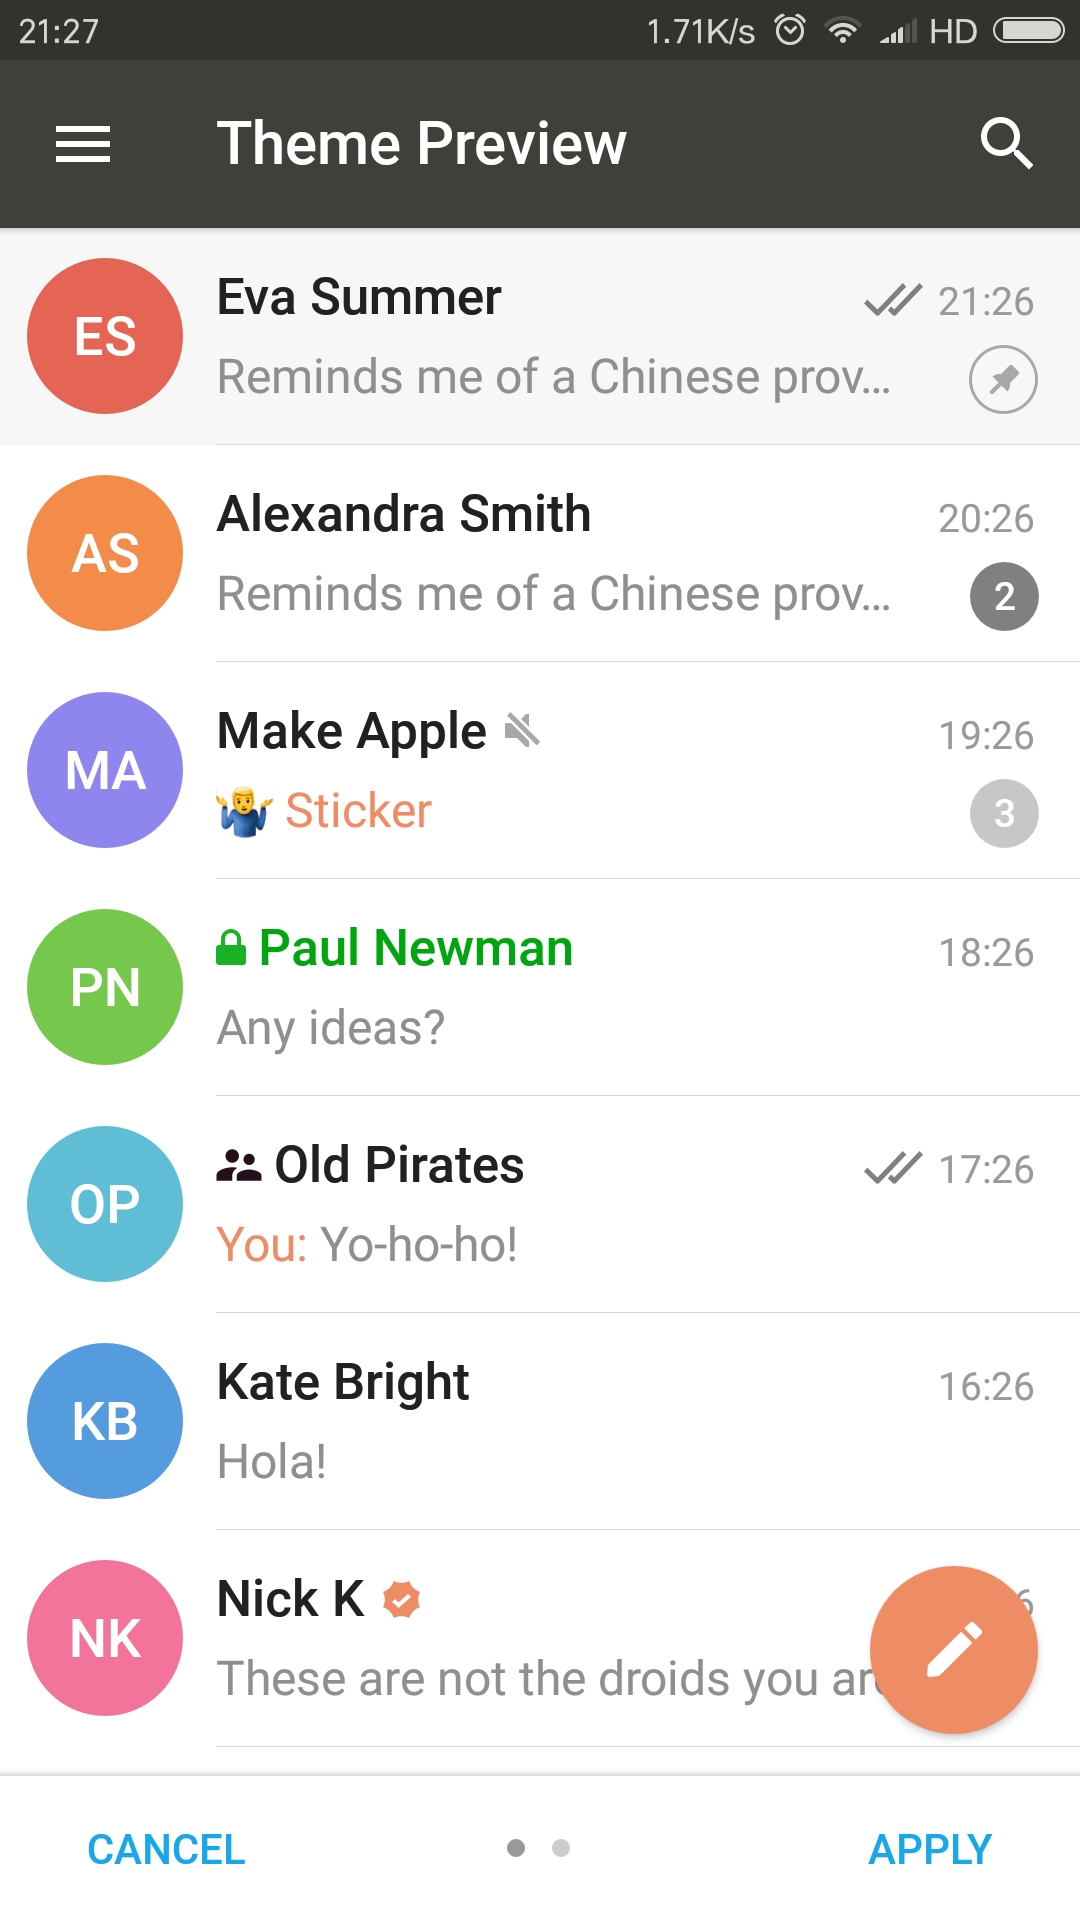 21:27 1.71K/s HD
Theme Preview
ES Eva Summer 21:26
Reminds me of a Chinese prov...
AS Alexandra Smith 20:26
Reminds me of a Chinese prov... 2
MA Make Apple 19:26
🤷‍♂️ Sticker 3
PN Paul Newman 18:26
Any ideas?
OP Old Pirates 17:26
You: Yo-ho-ho!
KB Kate Bright 16:26
Hola!
NK Nick K
These are not the droids you
CANCEL APPLY